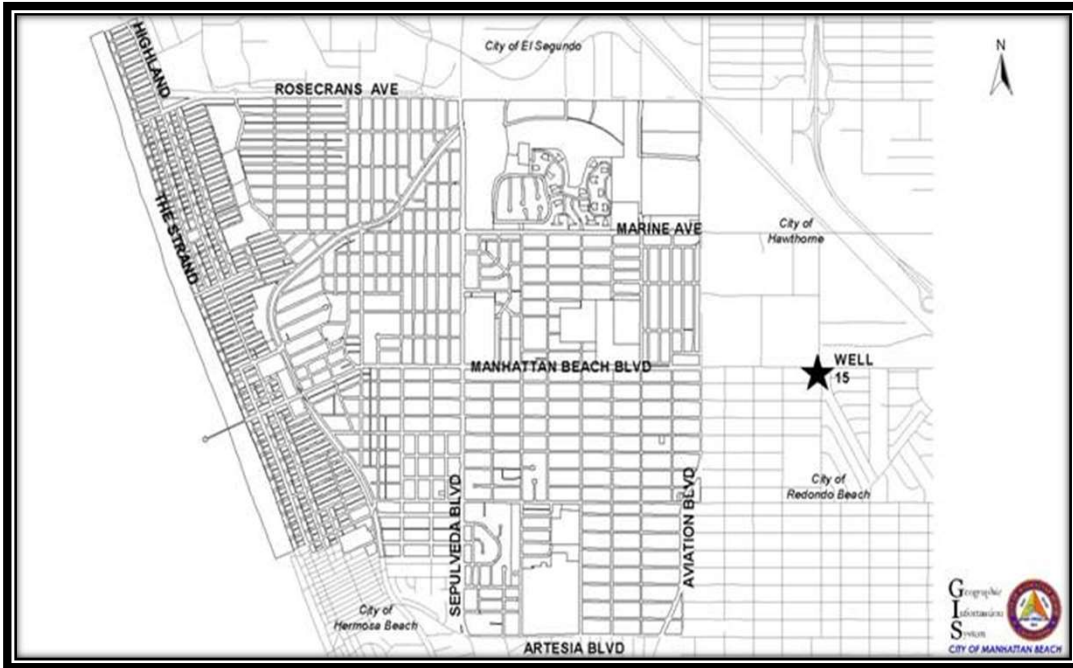 HIGHLAND
City of El Segundo
N
ROSECRANS AVE
THE STRAND
MARINE AVE
City of
Hawthorne
MANHATTAN BEACH BLVD
WELL
15
SEPULVEDA BLVD
AVIATION BLVD
City of
Redondo Beach
City of
Hermosa Beach
ARTESIA BLVD
Geographic
Information
System
CITY OF MANHATTAN BEACH